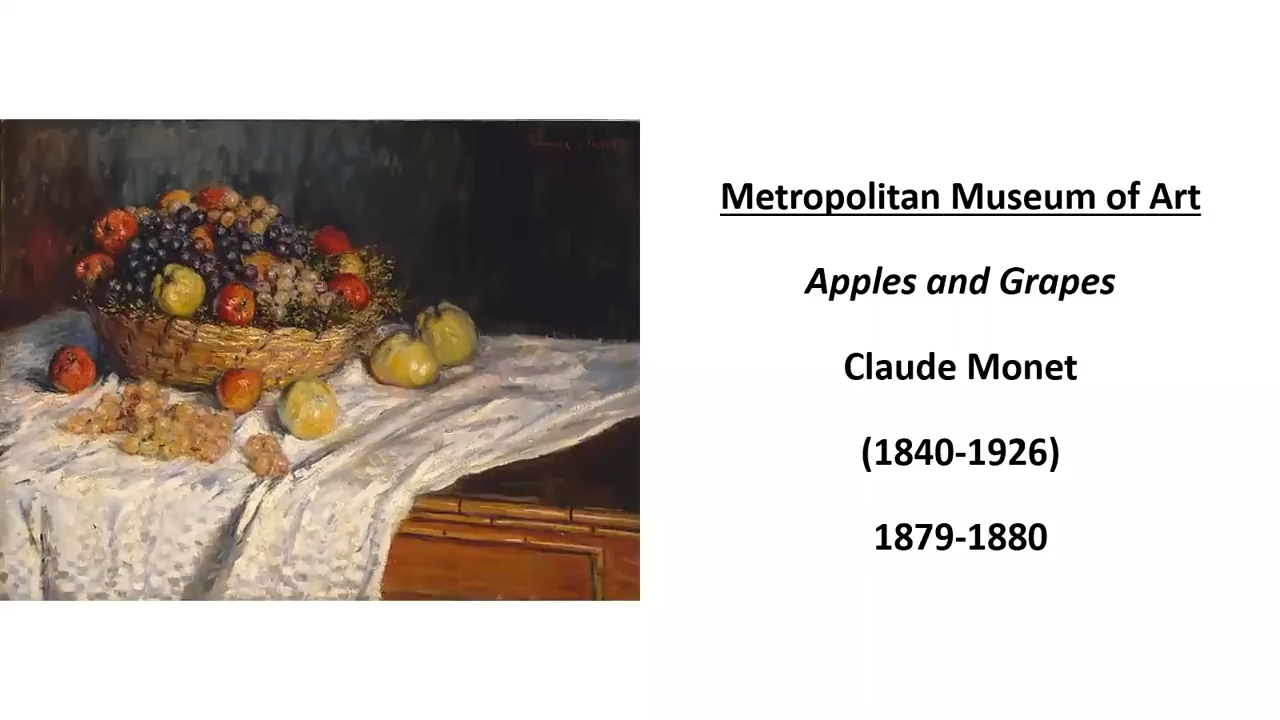 Metropolitan Museum of Art
Apples and Grapes
Claude Monet
(1840-1926)
1879-1880